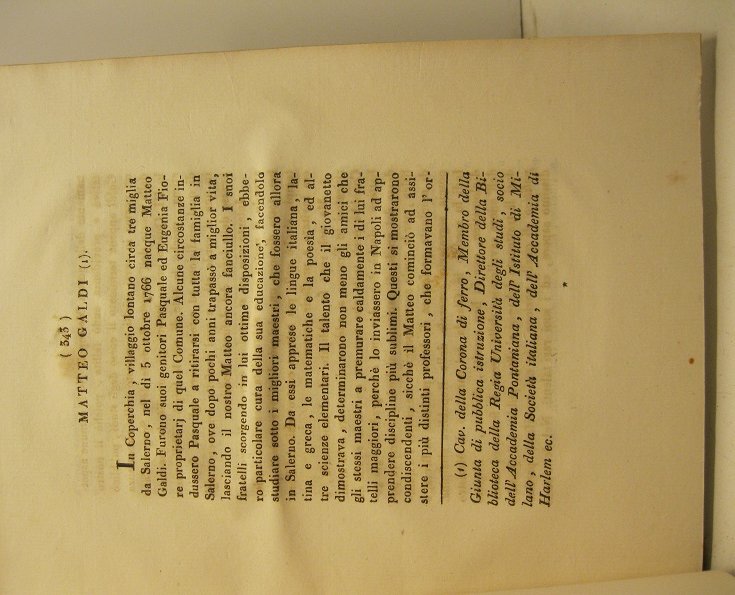 ( 343 )
MATTEO GALDI (1).
In Coperchia, villaggio lontano circa tre miglia
da Salerno, nel dì 5 ottobre 1766 nacque Matteo
Galdi. Furono suoi genitori Pasquale ed Eugenia Fio-
re proprietarj di quel Comune. Alcune circostanze in-
dussero Pasquale a ritirarsi con tutta la famiglia in
Salerno, ove dopo pochi anni trapassò a miglior vita,
lasciando il nostro Matteo ancora fanciullo. I suoi
fratelli scorgendo in lui ottime disposizioni, ebbe-
ro particolare cura della sua educazione, facendolo
studiare sotto i migliori maestri, che fossero allora
in Salerno. Da essi apprese le lingue italiana, la-
tina e greca, le matematiche e la poesia, ed al-
tre scienze elementari. Il talento che il giovanetto
dimostrava, determinarono non meno gli amici che
gli stessi maestri a premurare caldamente i di lui fra-
telli maggiori, perchè lo inviassero in Napoli ad ap-
prendere discipline più sublimi. Questi si mostrarono
condiscendenti, sicchè il Matteo cominciò ad assi-
stere i più distinti professori, che formavano l'or-
(1) Cav. della Corona di ferro, Membro della
Giunta di pubblica istruzione, Direttore della Bi-
blioteca della Regia Università degli studi, socio
dell'Accademia Pontaniana, dell'Istituto di Mi-
lano, della Società italiana, dell'Accademia di
Harlem ec.
*